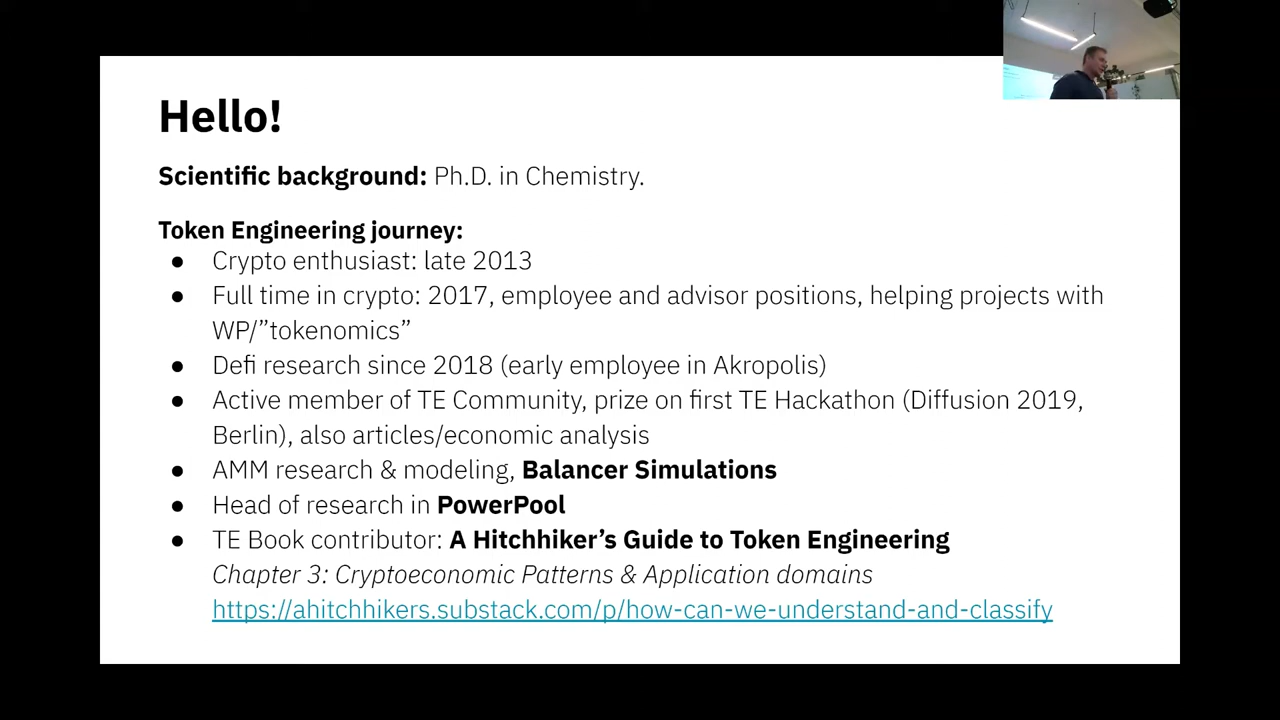 Hello!
Scientific background: Ph.D. in Chemistry.
Token Engineering journey:
● Crypto enthusiast: late 2013
● Full time in crypto: 2017, employee and advisor positions, helping projects with
WP/”tokenomics”
● Defi research since 2018 (early employee in Akropolis)
● Active member of TE Community, prize on first TE Hackathon (Diffusion 2019,
Berlin), also articles/economic analysis
● AMM research & modeling, Balancer Simulations
● Head of research in PowerPool
● TE Book contributor: A Hitchhiker’s Guide to Token Engineering
Chapter 3: Cryptoeconomic Patterns & Application domains
https://ahitchhikers.substack.com/p/how-can-we-understand-and-classify